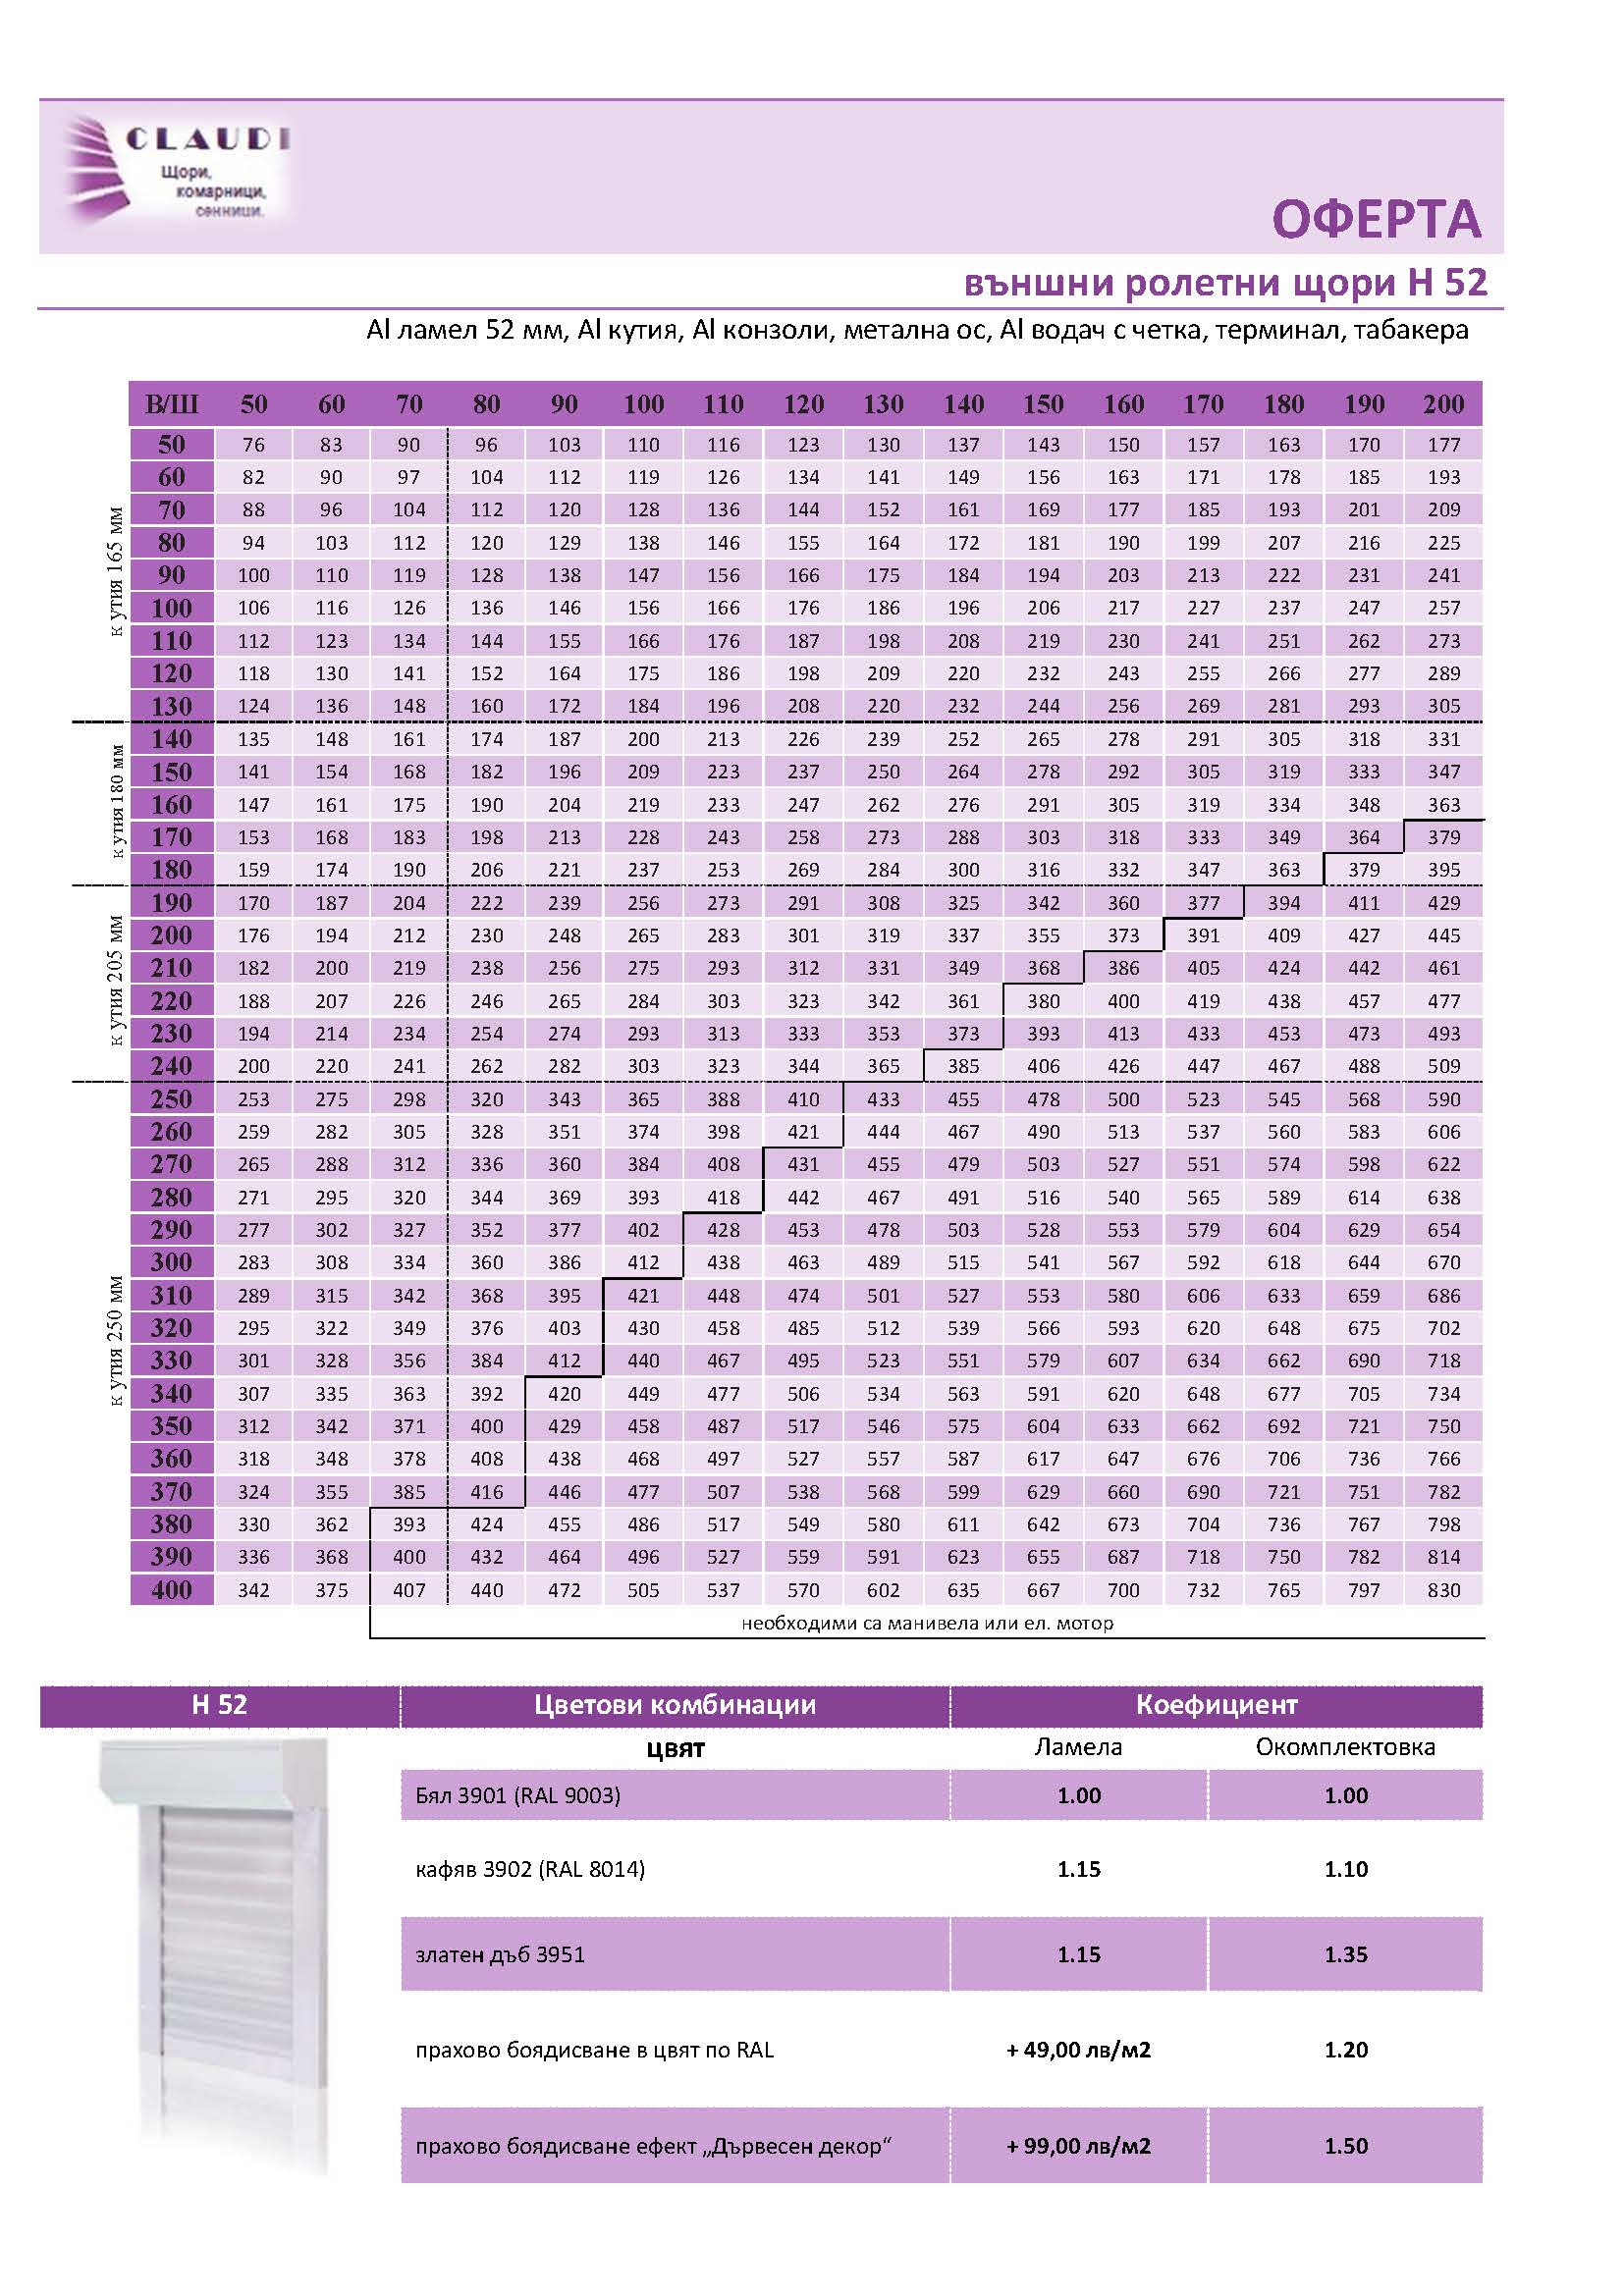 CLAUDI
Щори,
комарници,
сенници.
ОФЕРТА
външни ролетни щори Н 52
Al ламел 52 мм, Al кутия, Al конзоли, метална ос, Al водач с четка, терминал, табакера
В/Ш 50 60 70 80 90 100 110 120 130 140 150 160 170 180 190 200
50 76 83 90 96 103 110 116 123 130 137 143 150 157 163 170 177
60 82 90 97 104 112 119 126 134 141 149 156 163 171 178 185 193
70 88 96 104 112 120 128 136 144 152 161 169 177 185 193 201 209
80 94 103 112 120 129 138 146 155 164 172 181 190 199 207 216 225
90 100 110 119 128 138 147 156 166 175 184 194 203 213 222 231 241
100 106 116 126 136 146 156 166 176 186 196 206 217 227 237 247 257
110 112 123 134 144 155 166 176 187 198 208 219 230 241 251 262 273
120 118 130 141 152 164 175 186 198 209 220 232 243 255 266 277 289
130 124 136 148 160 172 184 196 208 220 232 244 256 269 281 293 305
к утия 165 мм
140 135 148 161 174 187 200 213 226 239 252 265 278 291 305 318 331
150 141 154 168 182 196 209 223 237 250 264 278 292 305 319 333 347
160 147 161 175 190 204 219 233 247 262 276 291 305 319 334 348 363
170 153 168 183 198 213 228 243 258 273 288 303 318 333 349 364 379
180 159 174 190 206 221 237 253 269 284 300 316 332 347 363 379 395
к утия 180 мм
190 170 187 204 222 239 256 273 291 308 325 342 360 377 394 411 429
200 176 194 212 230 248 265 283 301 319 337 355 373 391 409 427 445
210 182 200 219 238 256 275 293 312 331 349 368 386 405 424 442 461
220 188 207 226 246 265 284 303 323 342 361 380 400 419 438 457 477
230 194 214 234 254 274 293 313 333 353 373 393 413 433 453 473 493
240 200 220 241 262 282 303 323 344 365 385 406 426 447 467 488 509
к утия 205 мм
250 253 275 298 320 343 365 388 410 433 455 478 500 523 545 568 590
260 259 282 305 328 351 374 398 421 444 467 490 513 537 560 583 606
270 265 288 312 336 360 384 408 431 455 479 503 527 551 574 598 622
280 271 295 320 344 369 393 418 442 467 491 516 540 565 589 614 638
290 277 302 327 352 377 402 428 453 478 503 528 553 579 604 629 654
300 283 308 334 360 386 412 438 463 489 515 541 567 592 618 644 670
310 289 315 342 368 395 421 448 474 501 527 553 580 606 633 659 686
320 295 322 349 376 403 430 458 485 512 539 566 593 620 648 675 702
330 301 328 356 384 412 440 467 495 523 551 579 607 634 662 690 718
340 307 335 363 392 420 449 477 506 534 563 591 620 648 677 705 734
350 312 342 371 400 429 458 487 517 546 575 604 633 662 692 721 750
360 318 348 378 408 438 468 497 527 557 587 617 647 676 706 736 766
370 324 355 385 416 446 477 507 538 568 599 629 660 690 721 751 782
380 330 362 393 424 455 486 517 549 580 611 642 673 704 736 767 798
390 336 368 400 432 464 496 527 559 591 623 655 687 718 750 782 814
400 342 375 407 440 472 505 537 570 602 635 667 700 732 765 797 830
к утия 250 мм
необходими са манивела или ел. мотор
Н 52 Цветови комбинации Коефициент
цвят Ламела Окомплектовка
Бял 3901 (RAL 9003) 1.00 1.00
кафяв 3902 (RAL 8014) 1.15 1.10
златен дъб 3951 1.15 1.35
прахово боядисване в цвят по RAL + 49,00 лв/м2 1.20
прахово боядисване ефект „Дървесен декор“ + 99,00 лв/м2 1.50